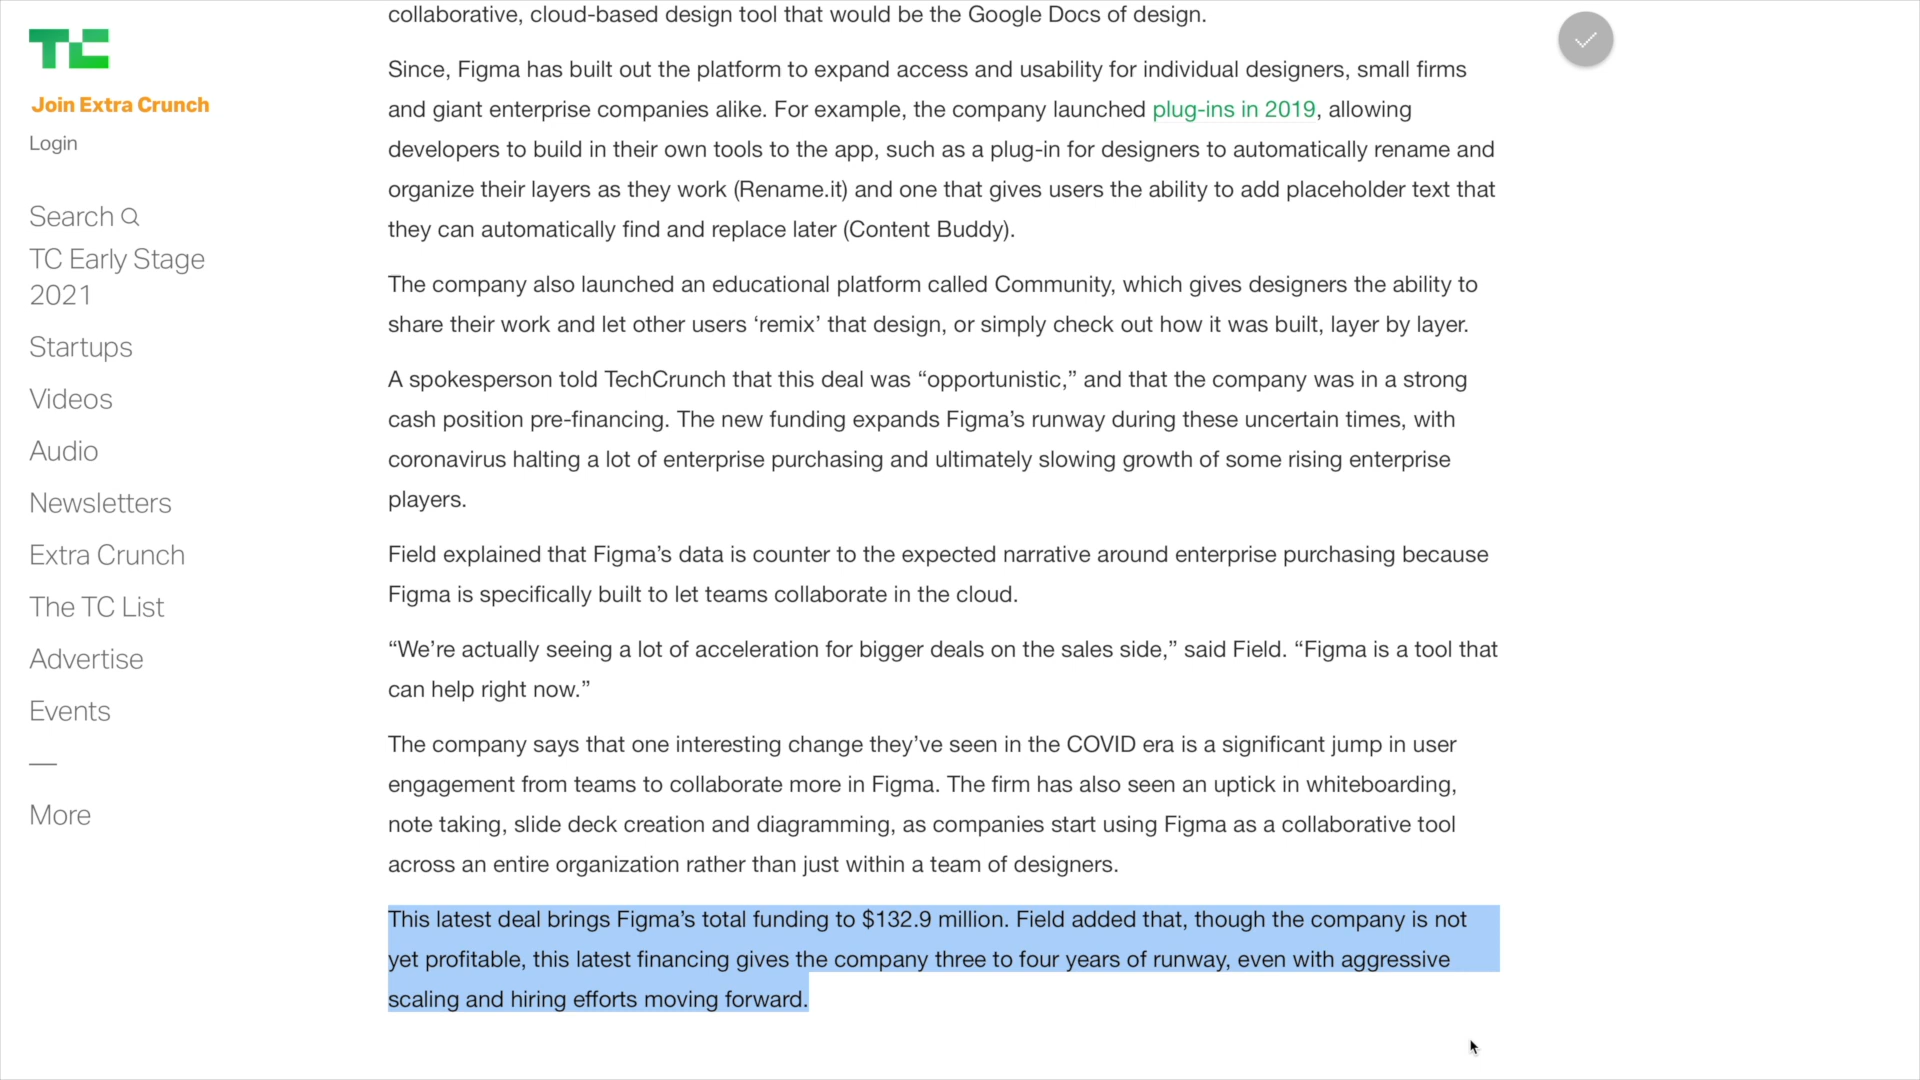 TC
Join Extra Crunch
Login
Search
TC Early Stage
2021
Startups
Videos
Audio
Newsletters
Extra Crunch
The TC List
Advertise
Events
—
More
collaborative, cloud-based design tool that would be the Google Docs of design.
Since, Figma has built out the platform to expand access and usability for individual designers, small firms
and giant enterprise companies alike. For example, the company launched plug-ins in 2019, allowing
developers to build in their own tools to the app, such as a plug-in for designers to automatically rename and
organize their layers as they work (Rename.it) and one that gives users the ability to add placeholder text that
they can automatically find and replace later (Content Buddy).
The company also launched an educational platform called Community, which gives designers the ability to
share their work and let other users ‘remix’ that design, or simply check out how it was built, layer by layer.
A spokesperson told TechCrunch that this deal was “opportunistic,” and that the company was in a strong
cash position pre-financing. The new funding expands Figma’s runway during these uncertain times, with
coronavirus halting a lot of enterprise purchasing and ultimately slowing growth of some rising enterprise
players.
Field explained that Figma’s data is counter to the expected narrative around enterprise purchasing because
Figma is specifically built to let teams collaborate in the cloud.
“We’re actually seeing a lot of acceleration for bigger deals on the sales side,” said Field. “Figma is a tool that
can help right now.”
The company says that one interesting change they’ve seen in the COVID era is a significant jump in user
engagement from teams to collaborate more in Figma. The firm has also seen an uptick in whiteboarding,
note taking, slide deck creation and diagramming, as companies start using Figma as a collaborative tool
across an entire organization rather than just within a team of designers.
This latest deal brings Figma’s total funding to $132.9 million. Field added that, though the company is not
yet profitable, this latest financing gives the company three to four years of runway, even with aggressive
scaling and hiring efforts moving forward.